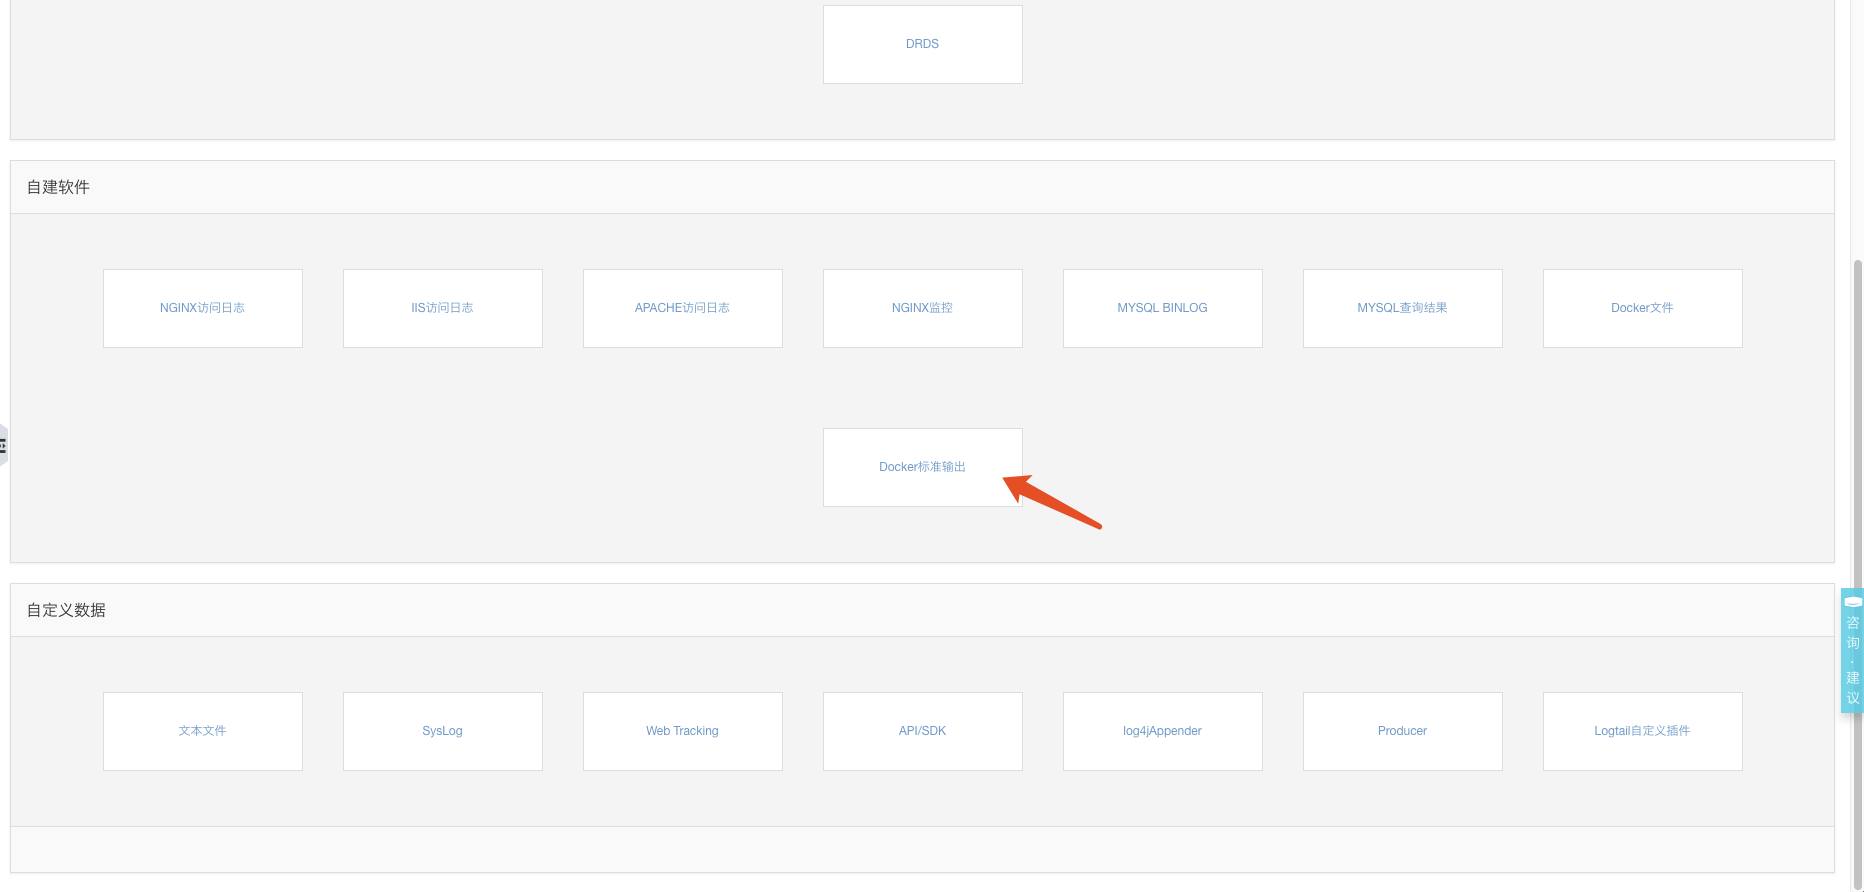 DRDS
自建软件
NGINX访问日志
IIS访问日志
APACHE访问日志
NGINX监控
MYSQL BINLOG
MYSQL查询结果
Docker文件
Docker标准输出
自定义数据
文本文件
SysLog
Web Tracking
API/SDK
log4jAppender
Producer
Logtail自定义插件
咨询·建议